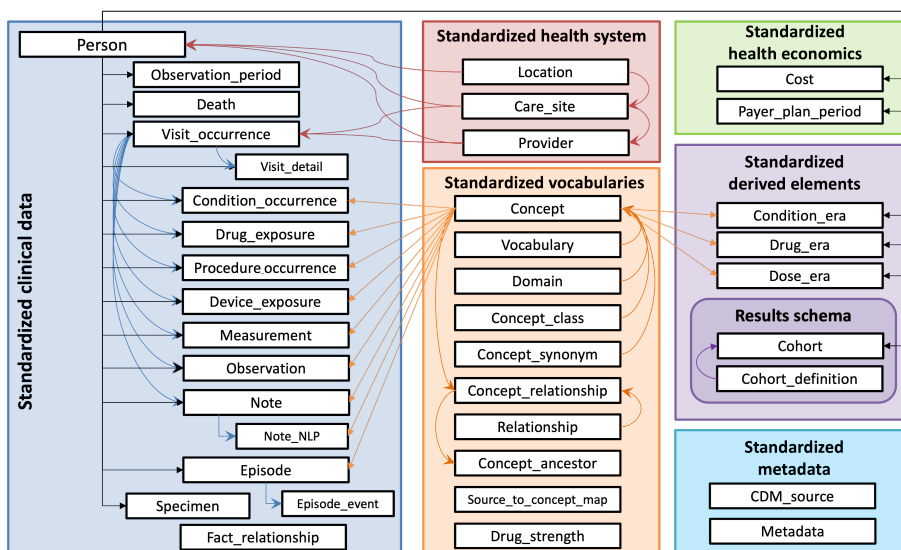 Standardized clinical data
Person
Observation_period
Death
Visit_occurrence
Visit_detail
Condition_occurrence
Drug_exposure
Procedure_occurrence
Device_exposure
Measurement
Observation
Note
Note_NLP
Episode
Episode_event
Specimen
Fact_relationship
Standardized health system
Location
Care_site
Provider
Standardized vocabularies
Concept
Vocabulary
Domain
Concept_class
Concept_synonym
Concept_relationship
Relationship
Concept_ancestor
Source_to_concept_map
Drug_strength
Standardized
health economics
Cost
Payer_plan_period
Standardized
derived elements
Condition_era
Drug_era
Dose_era
Results schema
Cohort
Cohort_definition
Standardized
metadata
CDM_source
Metadata